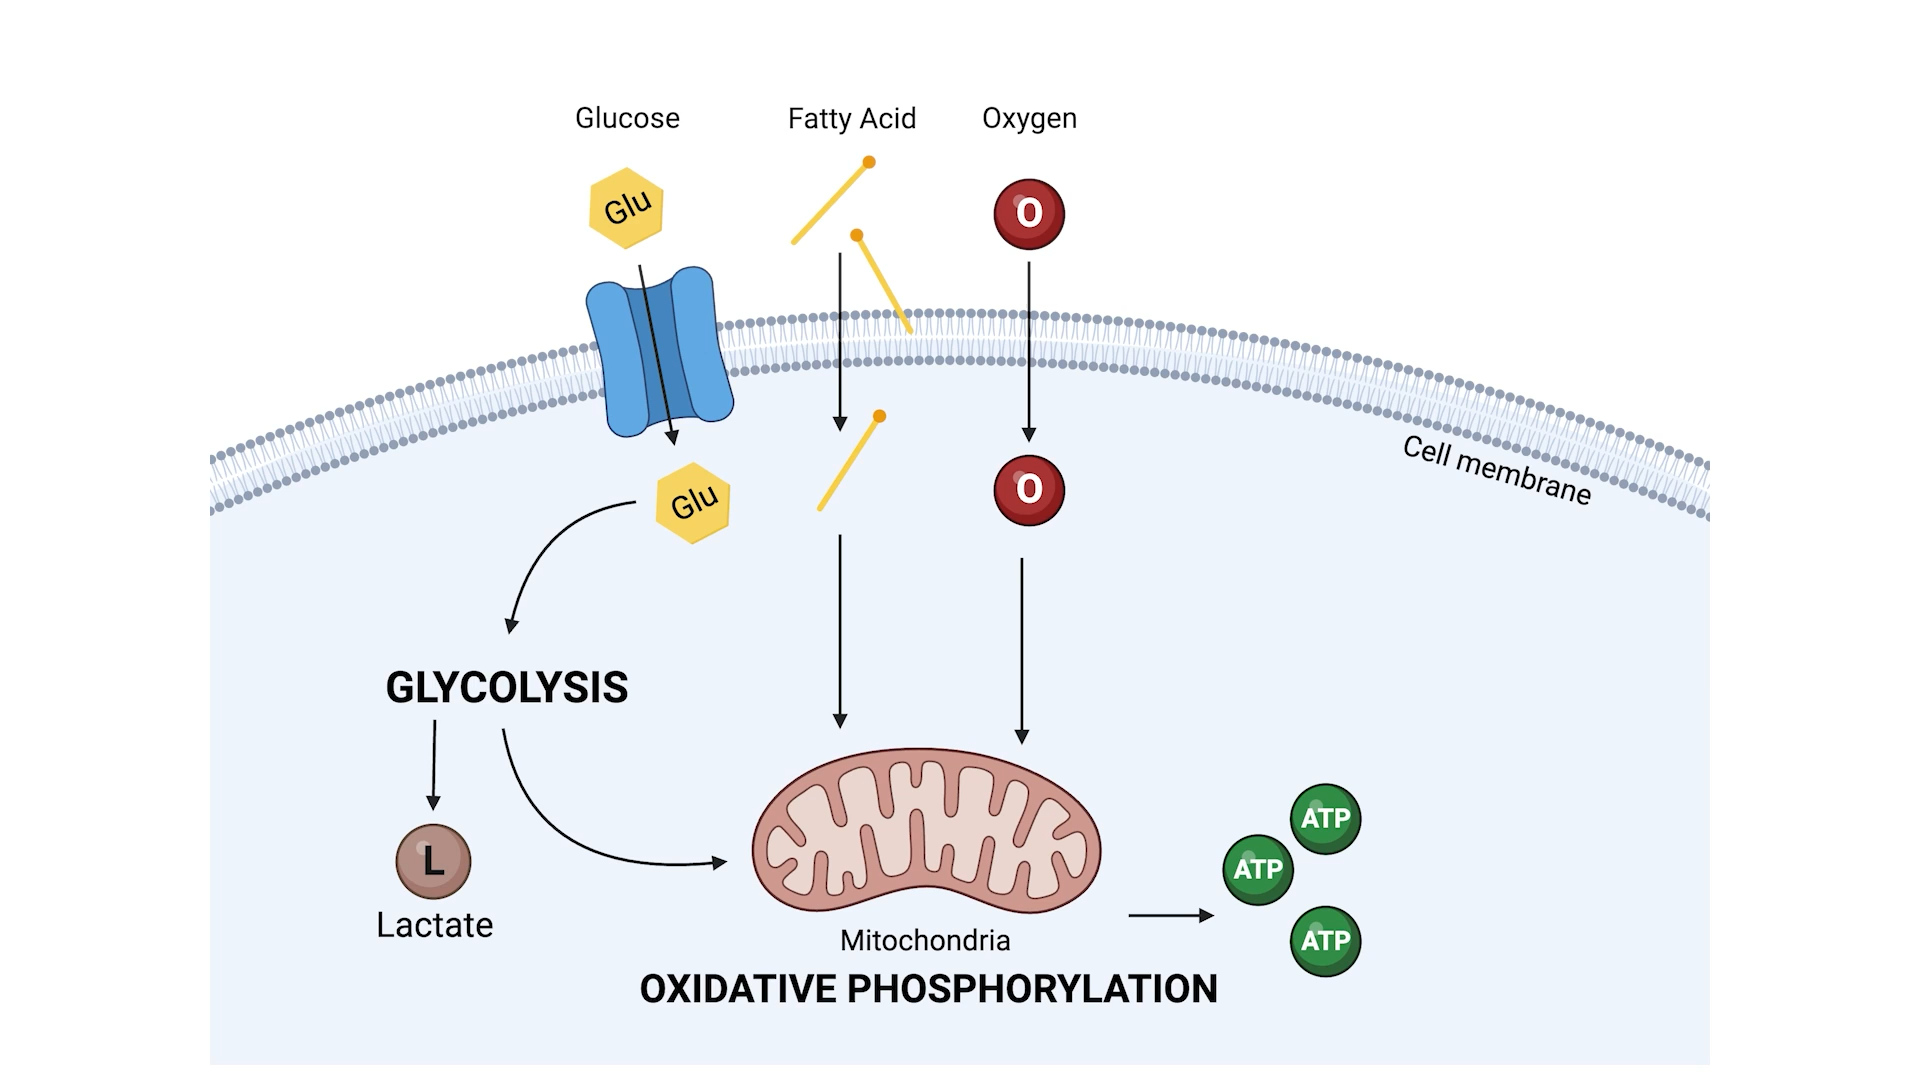 Glucose
Fatty Acid
Oxygen
Glu
O
Glu
O
Cell membrane
GLYCOLYSIS
L
Lactate
Mitochondria
OXIDATIVE PHOSPHORYLATION
ATP
ATP
ATP